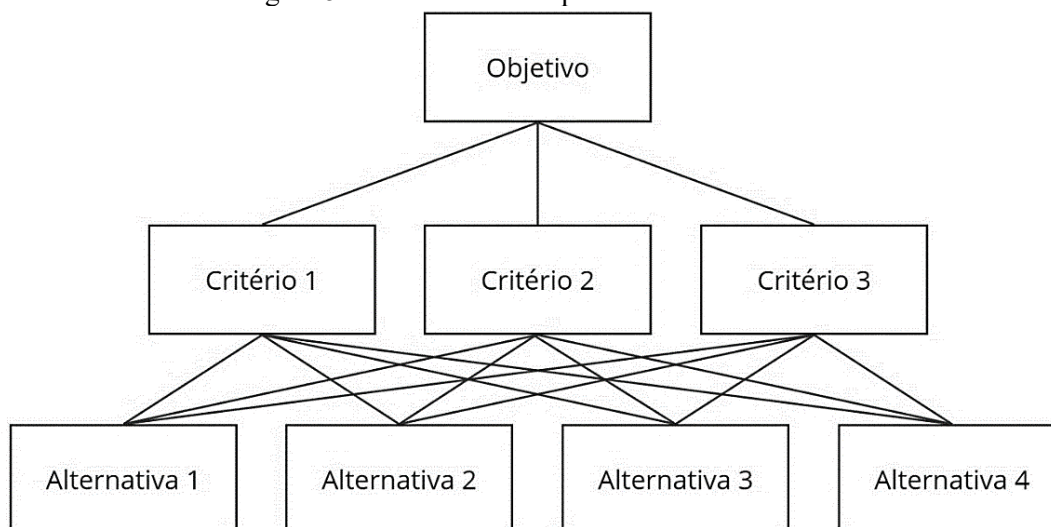 Objetivo
Critério 1 Critério 2 Critério 3
Alternativa 1 Alternativa 2 Alternativa 3 Alternativa 4